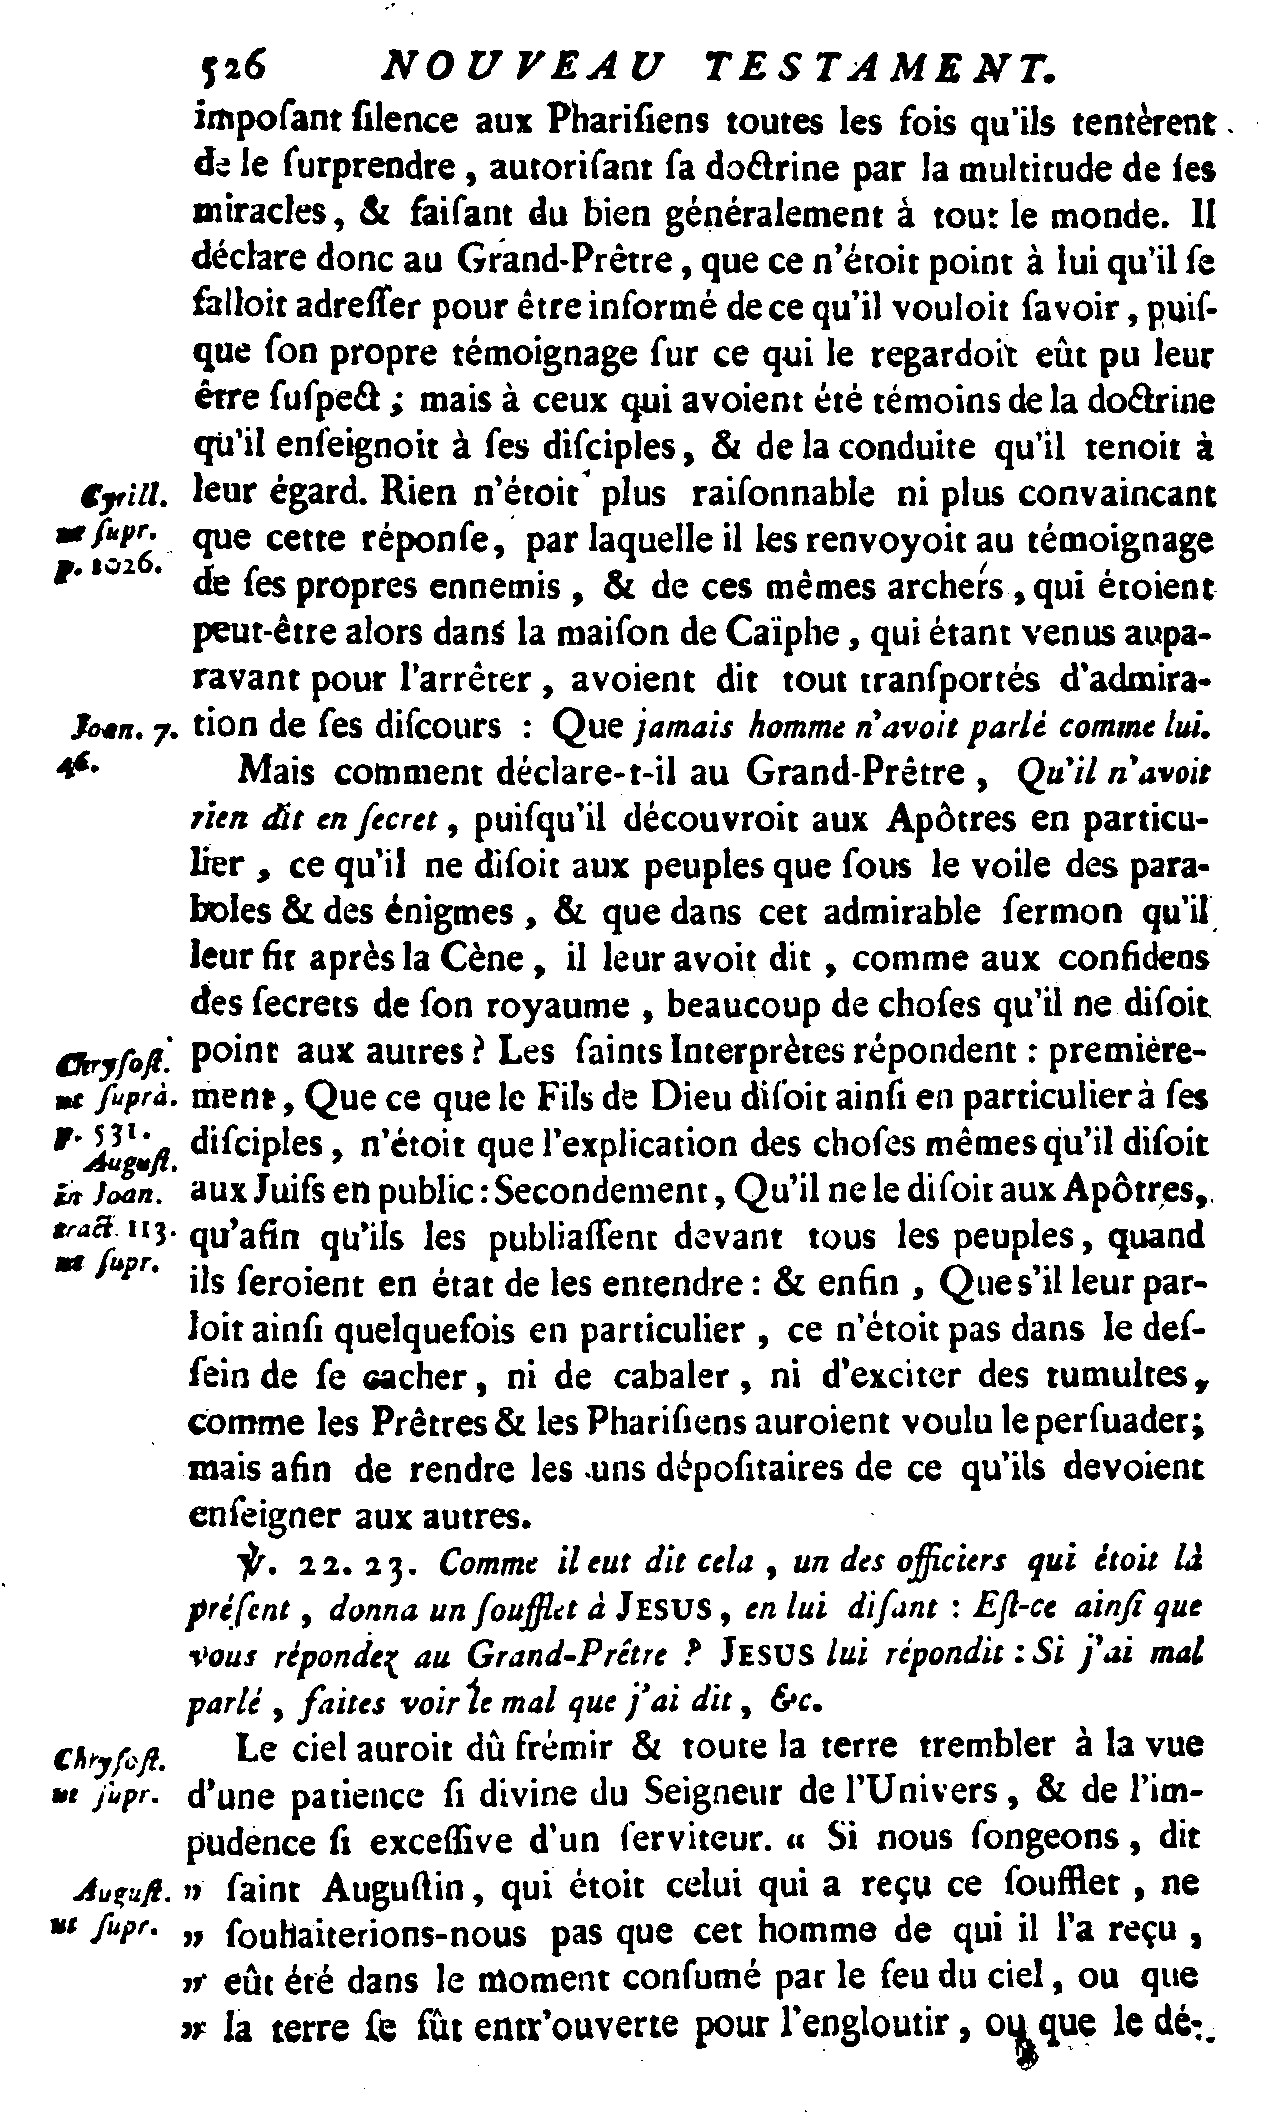 526 NOUVEAU TESTAMENT.
impoſant ſilence aux Phariſiens toutes les fois qu'ils tentèrent
de le ſurprendre, autoriſant ſa doctrine par la multitude de ſes
miracles, & faiſant du bien généralement à tout le monde. Il
déclare donc au Grand-Prêtre, que ce n'étoit point à lui qu'il ſe
falloit adreſſer pour être informé de ce qu'il vouloit ſavoir, puiſ-
que ſon propre témoignage ſur ce qui le regardoit eût pu leur
être ſuſpect; mais à ceux qui avoient été témoins de la doctrine
qu'il enſeignoit à ſes diſciples, & de la conduite qu'il tenoit à
Cyrill. leur égard. Rien n'étoit plus raiſonnable ni plus convaincant
ut ſupr. que cette réponſe, par laquelle il les renvoyoit au témoignage
p. 1026. de ſes propres ennemis, & de ces mêmes archers, qui étoient
peut-être alors dans la maiſon de Caïphe, qui étant venus aupa-
ravant pour l'arrêter, avoient dit tout tranſportés d'admira-
Joan. 7. tion de ſes diſcours : Que jamais homme n'avoit parlé comme lui.
46. Mais comment déclare-t-il au Grand-Prêtre, Qu'il n'avoit
rien dit en ſecret, puiſqu'il découvroit aux Apôtres en particu-
lier, ce qu'il ne diſoit aux peuples que ſous le voile des para-
boles & des énigmes, & que dans cet admirable ſermon qu'il
leur fit après la Cène, il leur avoit dit, comme aux confidens
des ſecrets de ſon royaume, beaucoup de choſes qu'il ne diſoit
Chryſoſt. point aux autres? Les ſaints Interprètes répondent : première-
ut ſuprà. ment, Que ce que le Fils de Dieu diſoit ainſi en particulier à ſes
p. 531. diſciples, n'étoit que l'explication des choſes mêmes qu'il diſoit
Auguſt.
in Joan. aux Juifs en public : Secondement, Qu'il ne le diſoit aux Apôtres,
tract. 113. qu'afin qu'ils les publiaſſent devant tous les peuples, quand
ut ſupr. ils ſeroient en état de les entendre : & enfin, Que s'il leur par-
loit ainſi quelquefois en particulier, ce n'étoit pas dans le deſ-
ſein de ſe cacher, ni de cabaler, ni d'exciter des tumultes,
comme les Prêtres & les Phariſiens auroient voulu le perſuader;
mais afin de rendre les uns dépoſitaires de ce qu'ils devoient
enſeigner aux autres.
℣. 22. 23. Comme il eut dit cela, un des officiers qui étoit là
préſent, donna un ſoufflet à JESUS, en lui diſant : Eſt-ce ainſi que
vous répondez au Grand-Prêtre ? JESUS lui répondit : Si j'ai mal
parlé, faites voir le mal que j'ai dit, &c.
Chryſoſt. Le ciel auroit dû frémir & toute la terre trembler à la vue
ut ſupr. d'une patience ſi divine du Seigneur de l'Univers, & de l'im-
pudence ſi exceſſive d'un ſerviteur. « Si nous ſongeons, dit
Auguſt. » ſaint Auguſtin, qui étoit celui qui a reçu ce ſoufflet, ne
ut ſupr. » ſouhaiterions-nous pas que cet homme de qui il l'a reçu,
» eût été dans le moment conſumé par le feu du ciel, ou que
» la terre ſe fût entr'ouverte pour l'engloutir, ou que le dé-